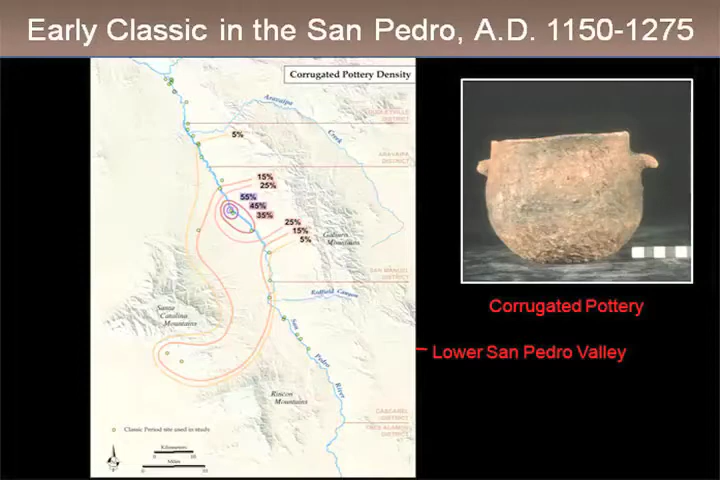 Early Classic in the San Pedro, A.D. 1150-1275
Corrugated Pottery Density
Aravaipa
Creek
DISTRICT
5%
ARAVAIPA
DISTRICT
15%
25%
55%
45%
35%
25%
15%
5%
Galiuro
Mountains
SAN MANUEL
DISTRICT
Redfield Canyon
Santa
Catalina
Mountains
San
Pedro
River
Rincon
Mountains
CASCABEL
DISTRICT
DISTRICT
Classic Period site used in study
Kilometers
Miles
Corrugated Pottery
Lower San Pedro Valley